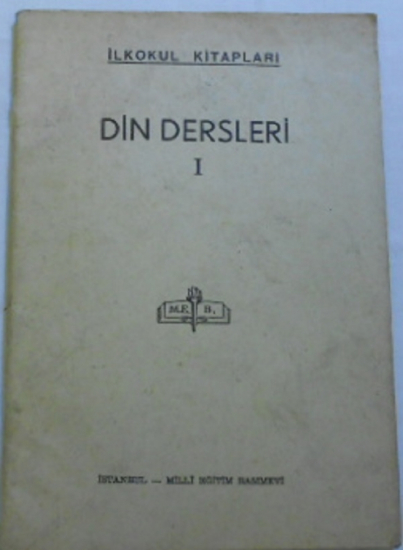 İLKOKUL KİTAPLARI
DİN DERSLERİ
I
M.E. B.
İSTANBUL — MİLLÎ EĞİTİM BASIMEVİ